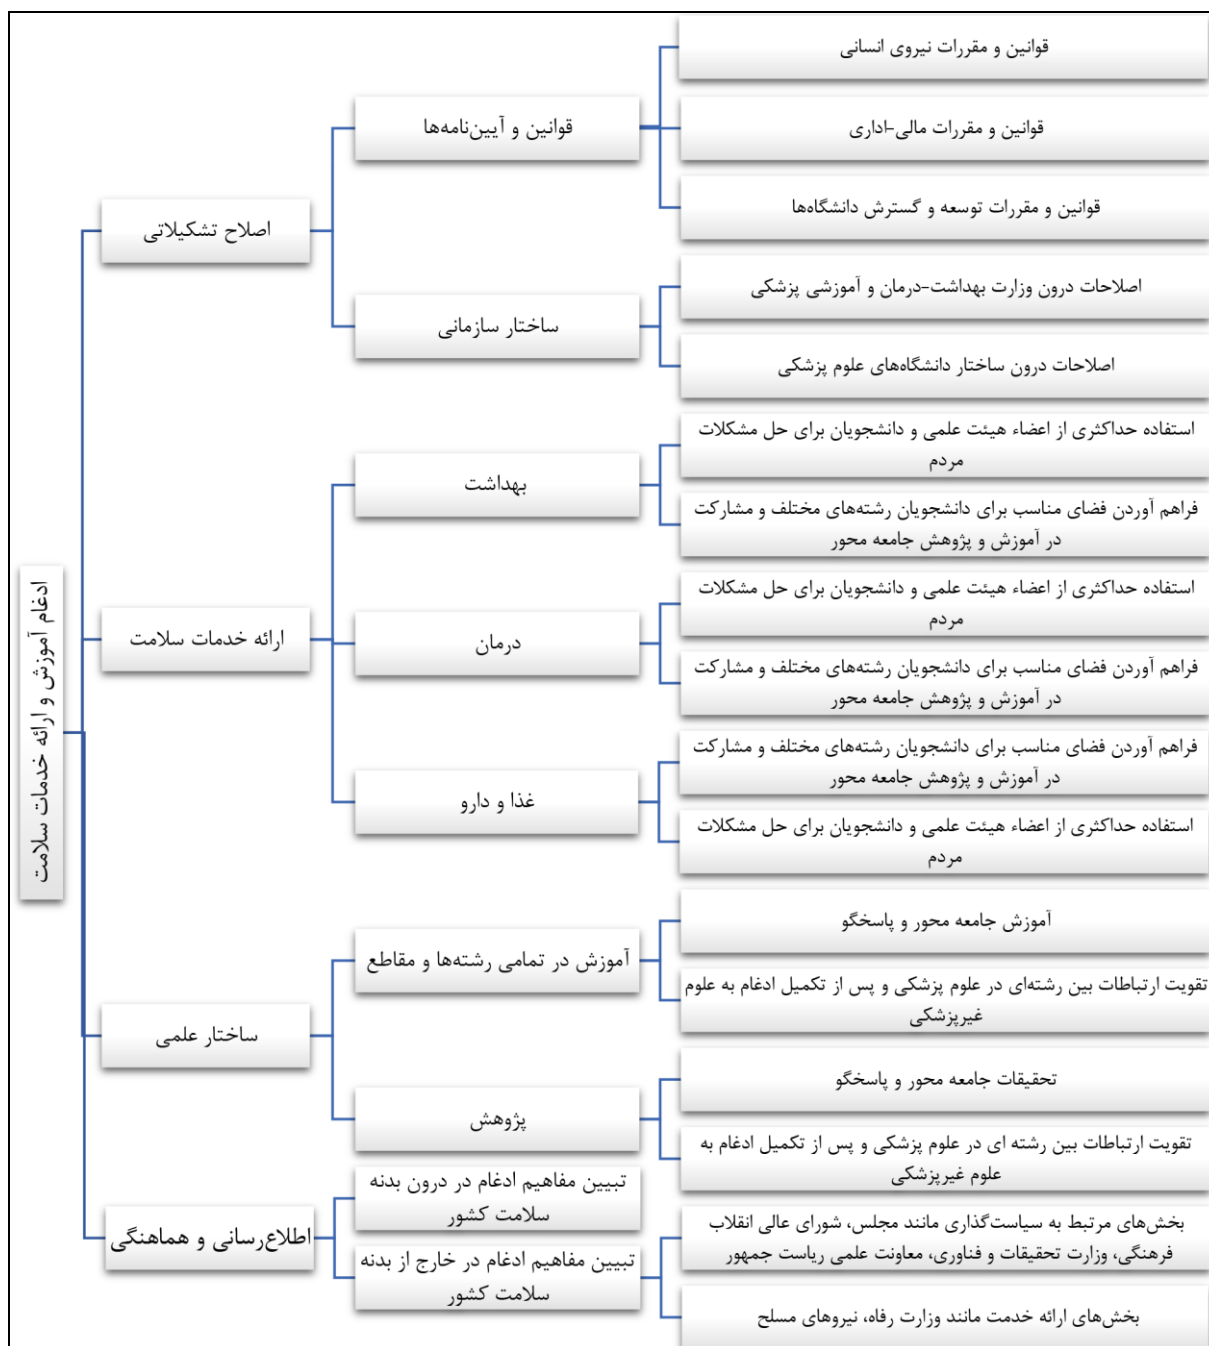 ادغام آموزش و ارائه خدمات سلامت
اصلاح تشکیلاتی
قوانین و آیین‌نامه‌ها
قوانین و مقررات نیروی انسانی
قوانین و مقررات مالی-اداری
قوانین و مقررات توسعه و گسترش دانشگاه‌ها
ساختار سازمانی
اصلاحات درون وزارت بهداشت-درمان و آموزشی پزشکی
اصلاحات درون ساختار دانشگاه‌های علوم پزشکی
ارائه خدمات سلامت
بهداشت
استفاده حداکثری از اعضاء هیئت علمی و دانشجویان برای حل مشکلات
مردم
فراهم آوردن فضای مناسب برای دانشجویان رشته‌های مختلف و مشارکت
در آموزش و پژوهش جامعه محور
درمان
استفاده حداکثری از اعضاء هیئت علمی و دانشجویان برای حل مشکلات
مردم
فراهم آوردن فضای مناسب برای دانشجویان رشته‌های مختلف و مشارکت
در آموزش و پژوهش جامعه محور
غذا و دارو
فراهم آوردن فضای مناسب برای دانشجویان رشته‌های مختلف و مشارکت
در آموزش و پژوهش جامعه محور
استفاده حداکثری از اعضاء هیئت علمی و دانشجویان برای حل مشکلات
مردم
ساختار علمی
آموزش در تمامی رشته‌ها و مقاطع
آموزش جامعه محور و پاسخگو
تقویت ارتباطات بین رشته‌ای در علوم پزشکی و پس از تکمیل ادغام به علوم
غیرپزشکی
پژوهش
تحقیقات جامعه محور و پاسخگو
تقویت ارتباطات بین رشته ای در علوم پزشکی و پس از تکمیل ادغام به
علوم غیرپزشکی
اطلاع‌رسانی و هماهنگی
تبیین مفاهیم ادغام در درون بدنه
سلامت کشور
تبیین مفاهیم ادغام در خارج از بدنه
سلامت کشور
بخش‌های مرتبط به سیاست‌گذاری مانند مجلس، شورای عالی انقلاب
فرهنگی، وزارت تحقیقات و فناوری، معاونت علمی ریاست جمهور
بخش‌های ارائه خدمت مانند وزارت رفاه، نیروهای مسلح